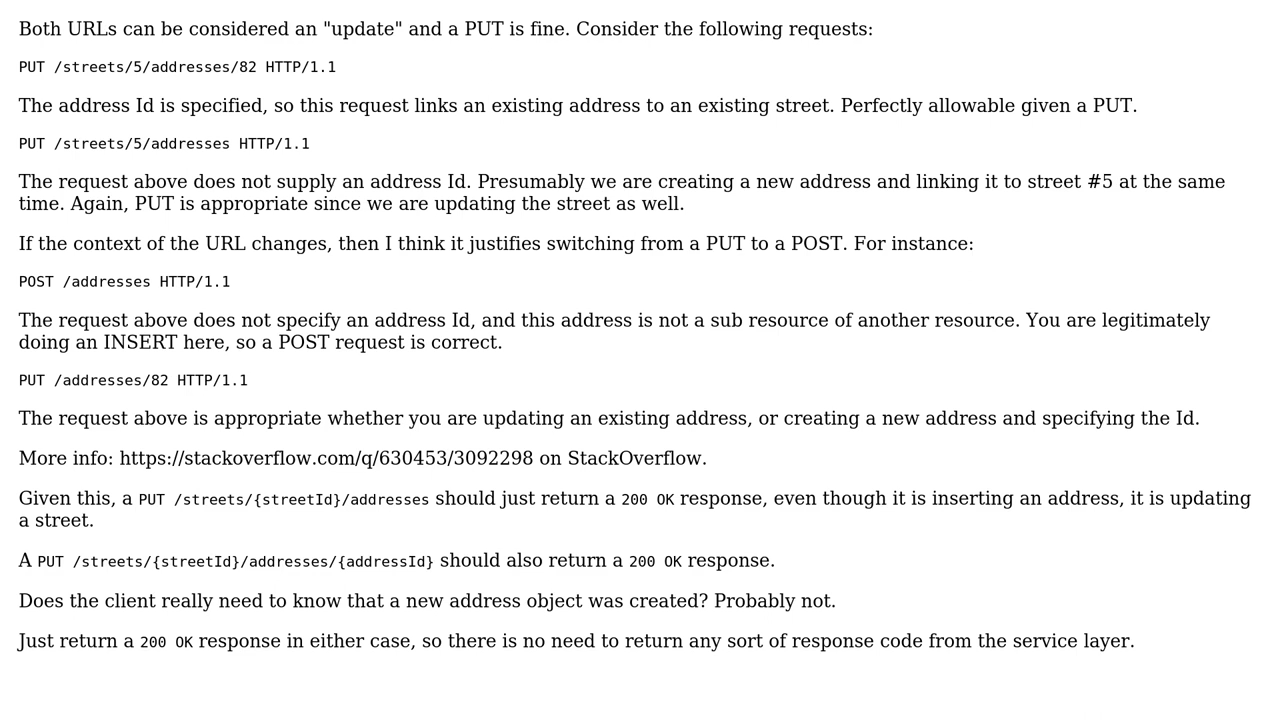 Both URLs can be considered an "update" and a PUT is fine. Consider the following requests:
PUT /streets/5/addresses/82 HTTP/1.1
The address Id is specified, so this request links an existing address to an existing street. Perfectly allowable given a PUT.
PUT /streets/5/addresses HTTP/1.1
The request above does not supply an address Id. Presumably we are creating a new address and linking it to street #5 at the same
time. Again, PUT is appropriate since we are updating the street as well.
If the context of the URL changes, then I think it justifies switching from a PUT to a POST. For instance:
POST /addresses HTTP/1.1
The request above does not specify an address Id, and this address is not a sub resource of another resource. You are legitimately
doing an INSERT here, so a POST request is correct.
PUT /addresses/82 HTTP/1.1
The request above is appropriate whether you are updating an existing address, or creating a new address and specifying the Id.
More info: https://stackoverflow.com/q/630453/3092298 on StackOverflow.
Given this, a PUT /streets/{streetId}/addresses should just return a 200 OK response, even though it is inserting an address, it is updating
a street.
A PUT /streets/{streetId}/addresses/{addressId} should also return a 200 OK response.
Does the client really need to know that a new address object was created? Probably not.
Just return a 200 OK response in either case, so there is no need to return any sort of response code from the service layer.